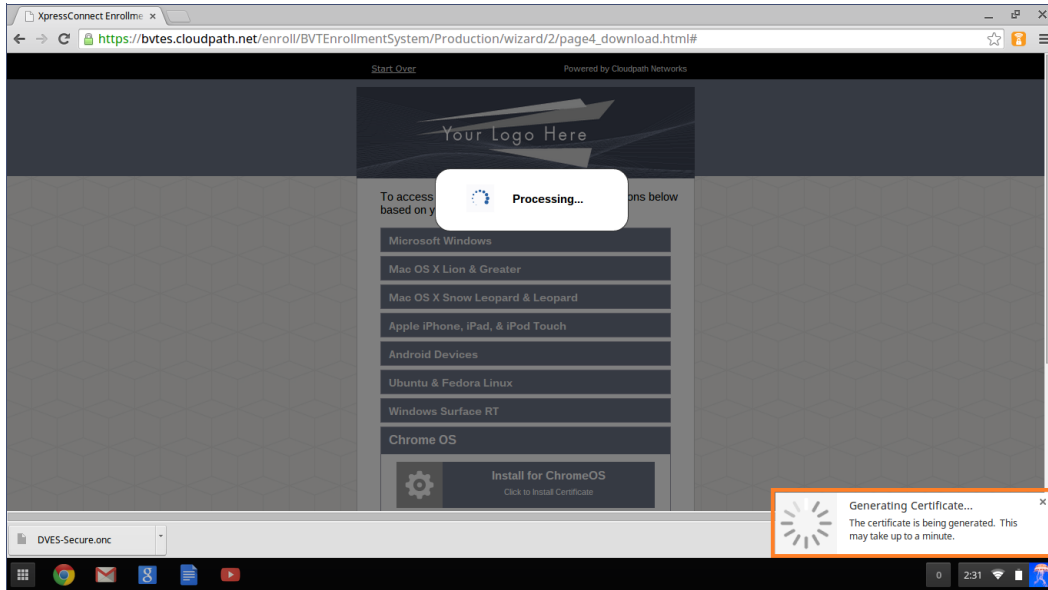 XpressConnect Enrollme
https://bvtes.cloudpath.net/enroll/BVTEnrollmentSystem/Production/wizard/2/page4_download.html#
Start Over
Powered by Cloudpath Networks
Your Logo Here
To access
ons below
based on y
Processing...
Microsoft Windows
Mac OS X Lion & Greater
Mac OS X Snow Leopard & Leopard
Apple iPhone, iPad, & iPod Touch
Android Devices
Ubuntu & Fedora Linux
Windows Surface RT
Chrome OS
Install for ChromeOS
Click to Install Certificate
Generating Certificate...
The certificate is being generated. This
may take up to a minute.
DVES-Secure.onc
8
0
2:31